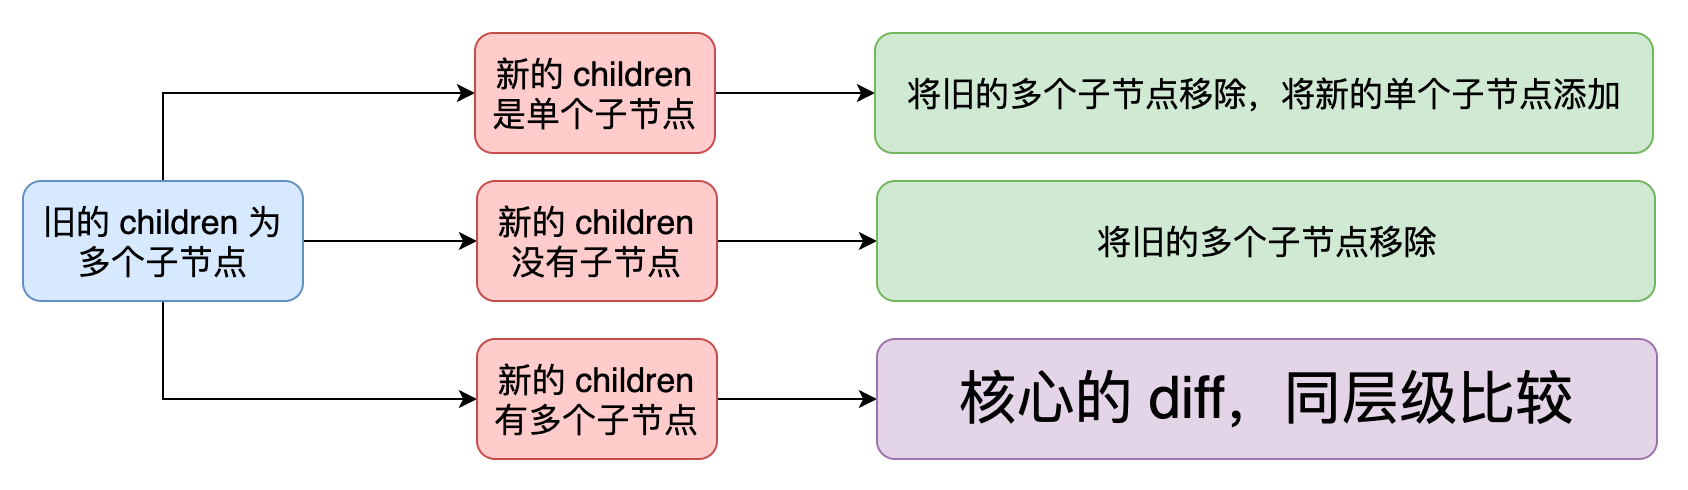 新的 children
是单个子节点
将旧的多个子节点移除，将新的单个子节点添加
旧的 children 为
多个子节点
新的 children
没有子节点
将旧的多个子节点移除
新的 children
有多个子节点
核心的 diff，同层级比较